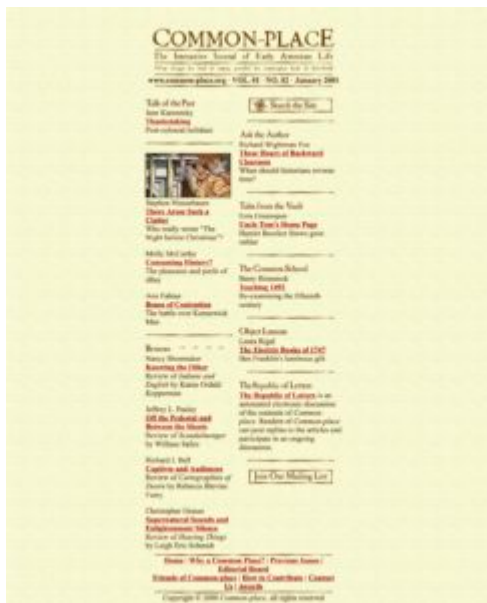 COMMON-PLACE
The Interactive Journal of Early American Life
www.common-place.org · VOL. 01 · NO. 02 · January 2001
Talk of the Past
Jane Kamensky
Thankstaking
Post-colonial holidays
Stephen Nissenbaum
There Arose Such a
Clatter
Who really wrote "The
Night before Christmas"?
Molly McCarthy
Consuming History?
The pleasures and perils of
eBay
Ann Fabian
Bones of Contention
The battle over Kennewick
Man
Reviews
Nancy Shoemaker
Knowing the Other
Review of Indians and
English by Karen Ordahl
Kupperman
Jeffrey L. Pasley
Off the Pedestal and
Between the Sheets
Review of Scandalmonger
by William Safire
Richard J. Bell
Captives and Audiences
Review of Cartographies of
Desire by Rebecca Blevins
Faery
Christopher Grasso
Supernatural Sounds and
Enlightenment Silence
Review of Hearing Things
by Leigh Eric Schmidt
Search the Site
Ask the Author
Richard Wightman Fox
Three Hours of Backward
Clearness
What should historians reverse
time?
Tales from the Vault
Ezra Greenspan
Uncle Tom's Home Page
Harriet Beecher Stowe goes
online
The Common School
Teaching 1492
Re-examining the fifteenth
century
Object Lessons
Laura Rigal
The Electric Books of 1747
Ben Franklin's luminous gift
The Republic of Letters
The Republic of Letters is an
automated electronic discussion
of the contents of Common-
place. Readers of Common-place
can post replies to the articles and
participate in an ongoing
discussion.
Join Our Mailing List
Home | Why a Common Place? | Previous Issues |
Editorial Board
Friends of Common-place | How to Contribute | Contact
Us | Awards
Copyright © 2000 Common-place, all rights reserved